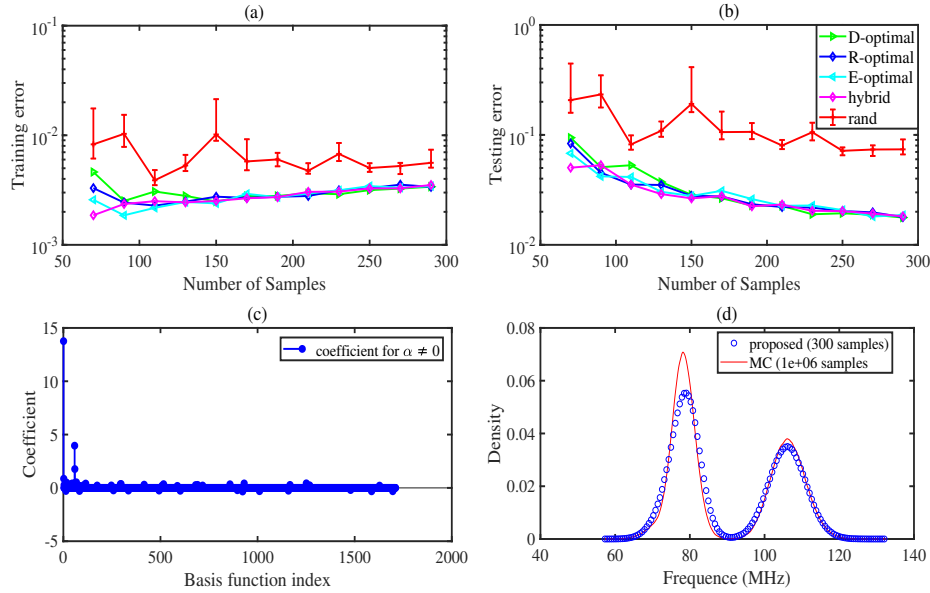 (a)
10^-1
10^-2
10^-3
Training error
50 100 150 200 250 300
Number of Samples
(b)
10^0
10^-1
10^-2
Testing error
D-optimal
R-optimal
E-optimal
hybrid
rand
50 100 150 200 250 300
Number of Samples
(c)
15
10
5
0
-5
Coefficient
coefficient for α ≠ 0
0 500 1000 1500 2000
Basis function index
(d)
0.08
0.06
0.04
0.02
0
Density
proposed (300 samples)
MC (1e+06 samples
40 60 80 100 120 140
Frequence (MHz)